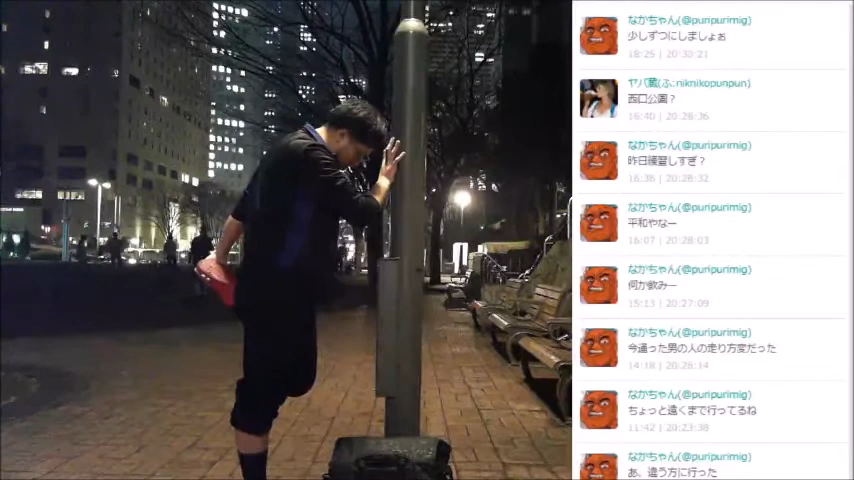 なかちゃん(@puripurimig)
少しずつにしましょぉ
18:25 | 20:30:21
ヤバ蔵(ふ:niknikopunpun)
西口公園?
16:40 | 20:28:36
なかちゃん(@puripurimig)
昨日練習しすぎ?
16:36 | 20:28:32
なかちゃん(@puripurimig)
平和やなー
16:07 | 20:28:03
なかちゃん(@puripurimig)
何か飲みー
15:13 | 20:27:09
なかちゃん(@puripurimig)
今通った男の人の走り方変だった
14:18 | 20:26:14
なかちゃん(@puripurimig)
ちょっと遠くまで行ってるね
11:42 | 20:23:38
なかちゃん(@puripurimig)
あ、違う方に行った